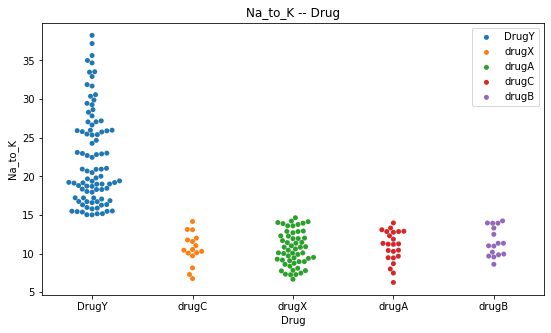 Na_to_K -- Drug
DrugY
drugX
drugA
drugC
drugB
Na_to_K
35
30
25
20
15
10
5
DrugY drugC drugX drugA drugB
Drug